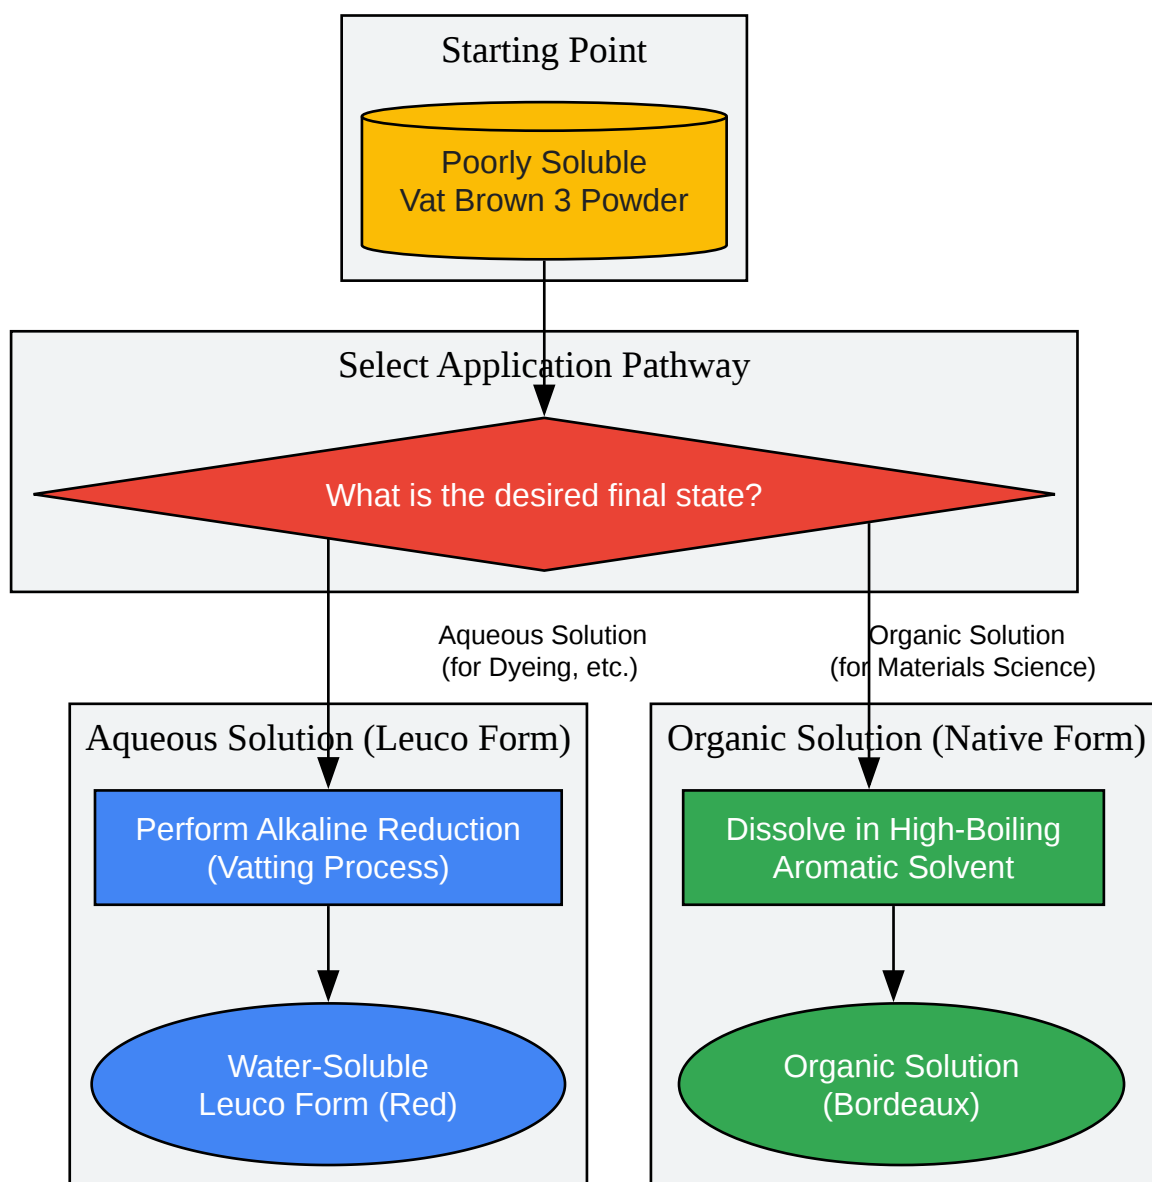 Starting Point
Poorly Soluble
Vat Brown 3 Powder
Select Application Pathway
What is the desired final state?
Aqueous Solution
(for Dyeing, etc.)
Organic Solution
(for Materials Science)
Aqueous Solution (Leuco Form)
Perform Alkaline Reduction
(Vatting Process)
Water-Soluble
Leuco Form (Red)
Organic Solution (Native Form)
Dissolve in High-Boiling
Aromatic Solvent
Organic Solution
(Bordeaux)